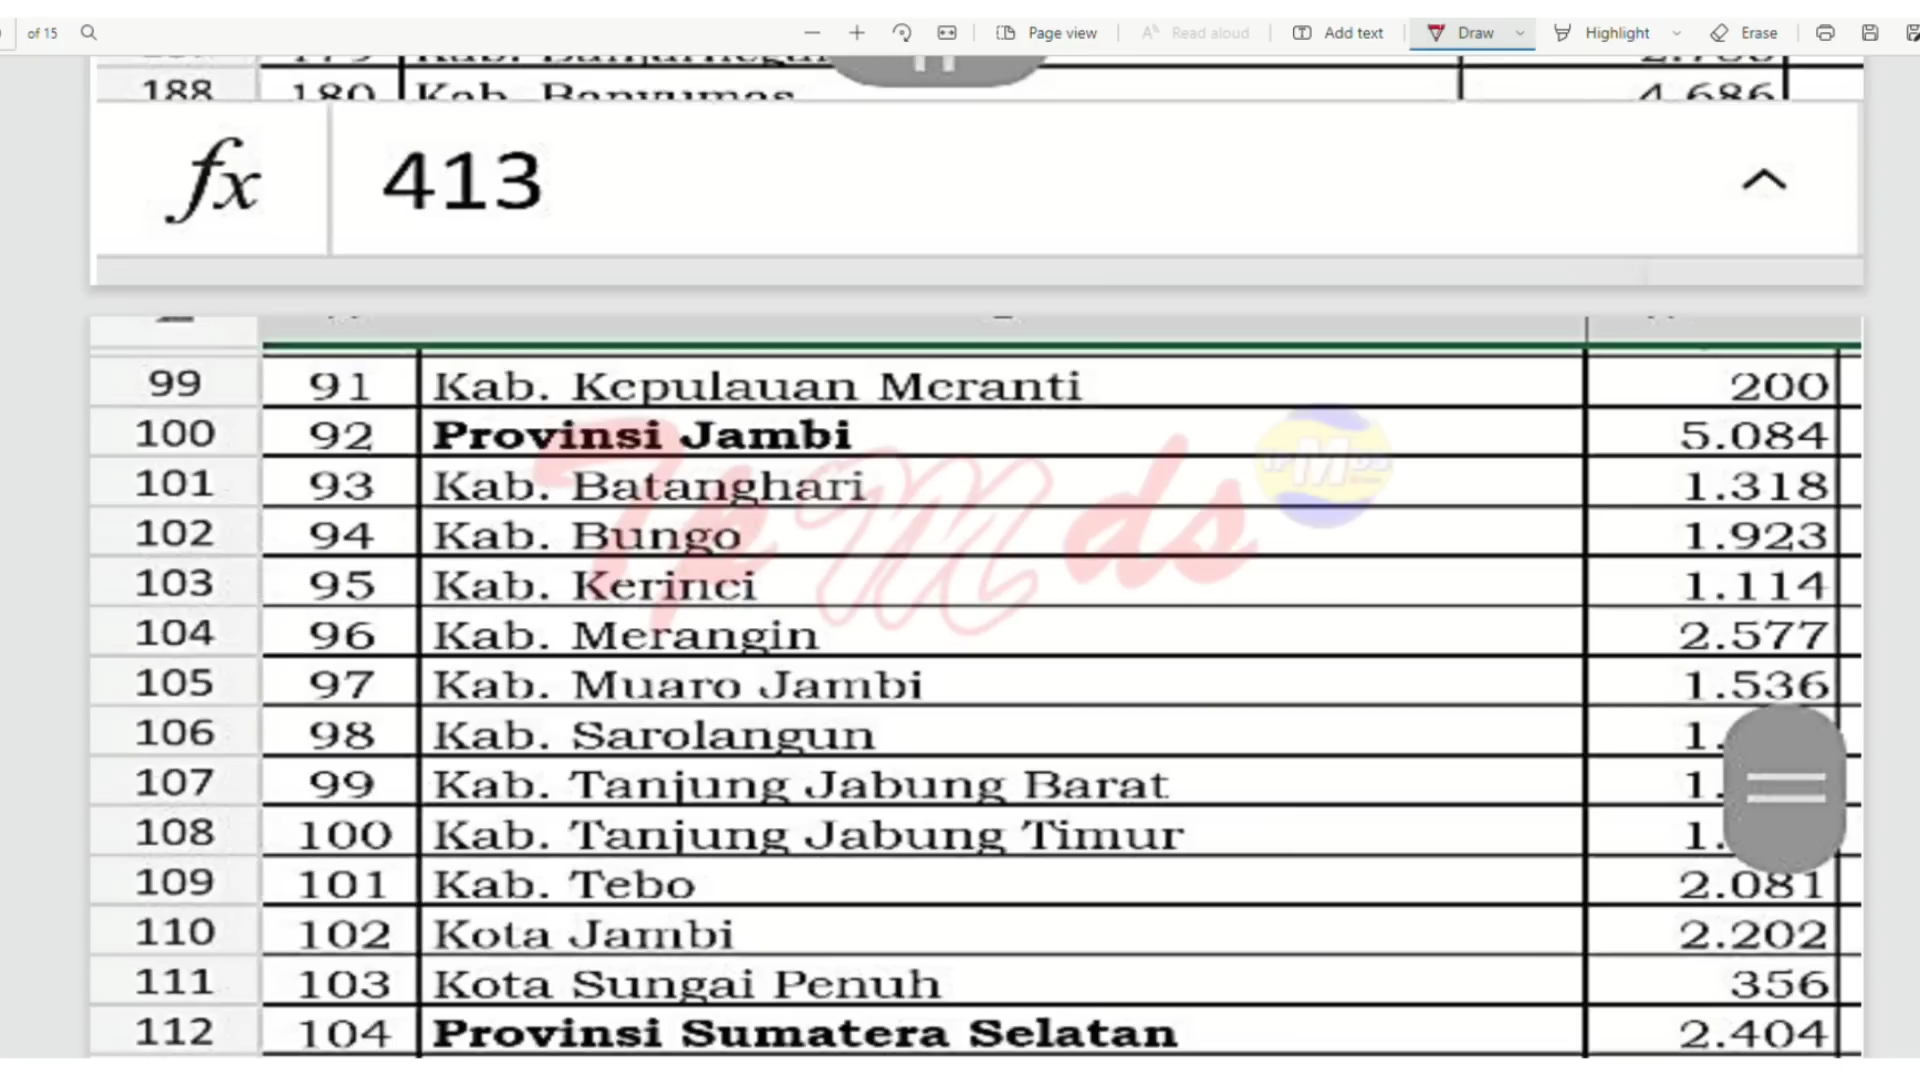 of 15 Page view Read aloud Add text Draw Highlight Erase
188 180 Kab. Banyumas 4.686
fx 413
99 91 Kab. Kepulauan Meranti 200
100 92 Provinsi Jambi 5.084
101 93 Kab. Batanghari 1.318
102 94 Kab. Bungo 1.923
103 95 Kab. Kerinci 1.114
104 96 Kab. Merangin 2.577
105 97 Kab. Muaro Jambi 1.536
106 98 Kab. Sarolangun 1.
107 99 Kab. Tanjung Jabung Barat 1.
108 100 Kab. Tanjung Jabung Timur 1.
109 101 Kab. Tebo 2.081
110 102 Kota Jambi 2.202
111 103 Kota Sungai Penuh 356
112 104 Provinsi Sumatera Selatan 2.404
TpMds